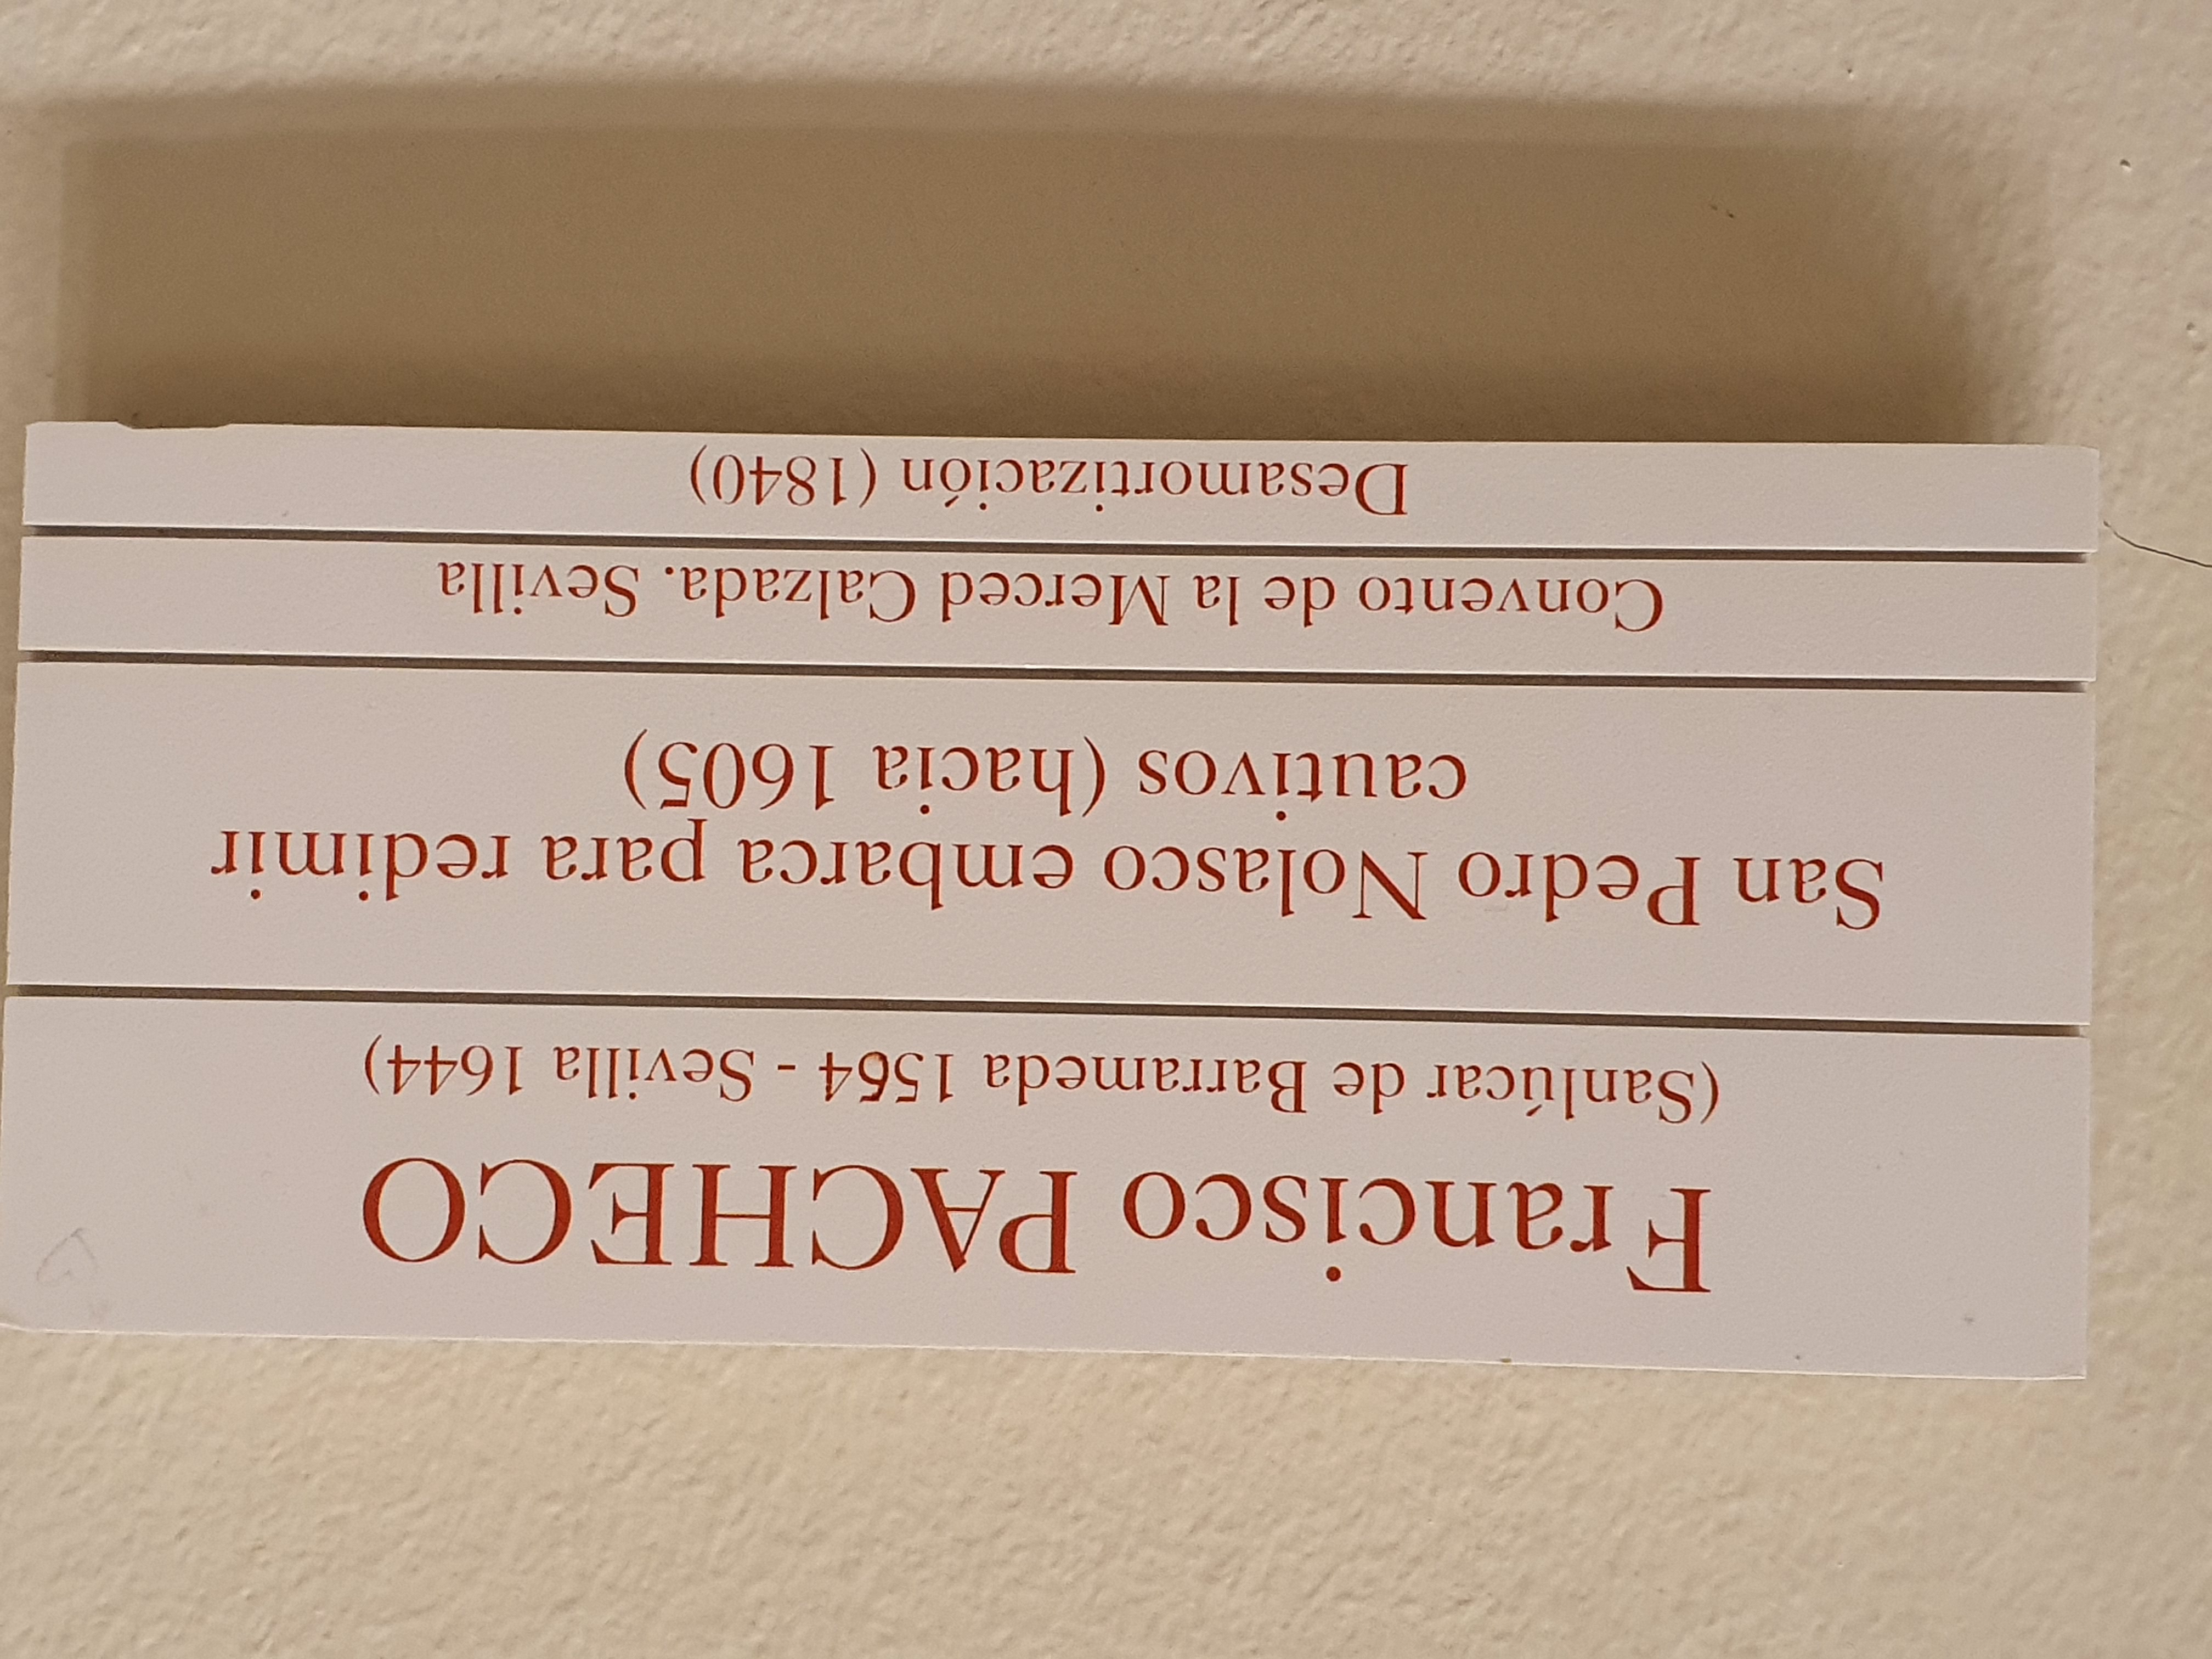 Francisco PACHECO
(Sanlúcar de Barrameda 1564 - Sevilla 1644)
San Pedro Nolasco embarca para redimir
cautivos (hacia 1605)
Convento de la Merced Calzada. Sevilla
Desamortización (1840)